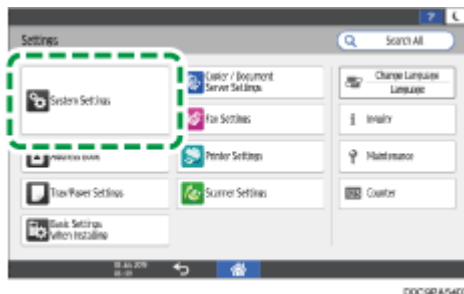 ?
Settings
Search All
System Settings
Copier / Document
Server Settings
Change Language
Language
Fax Settings
Inquiry
Address Book
Printer Settings
Maintenance
Tray/Paper Settings
Scanner Settings
Counter
Basic Settings
When Installing